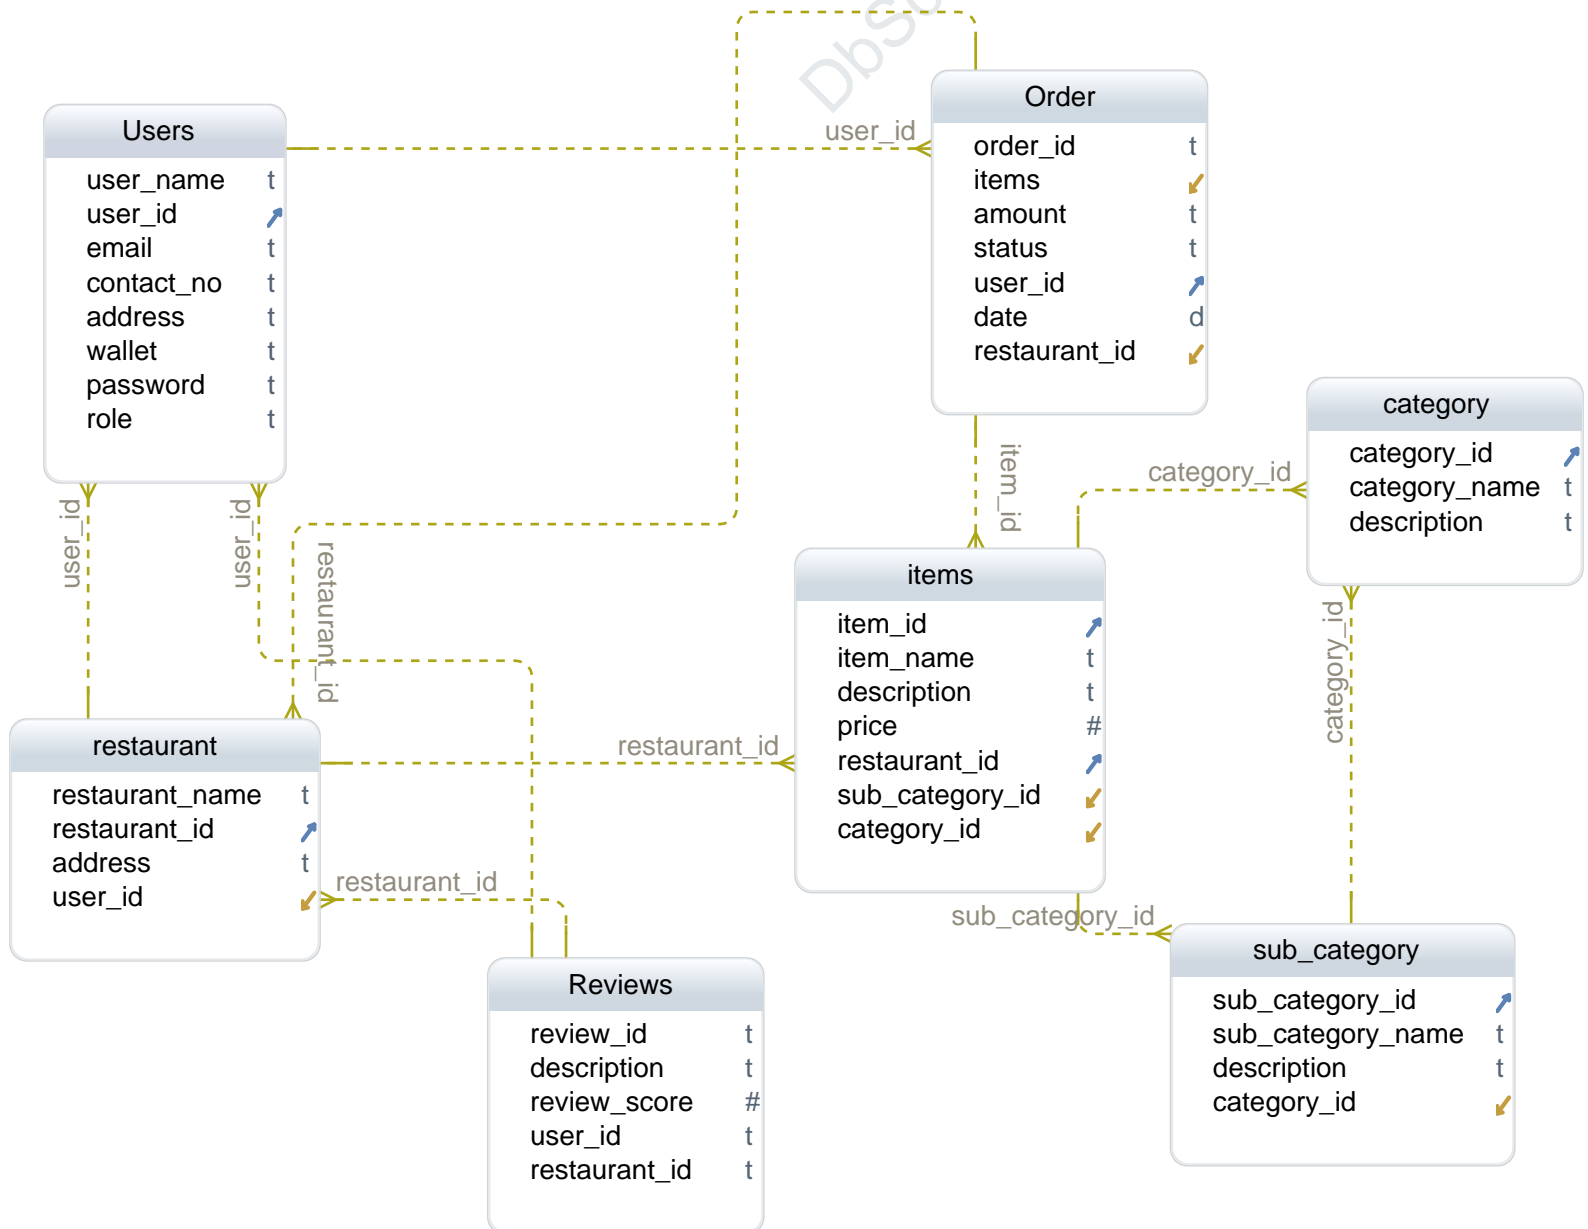 DbSc
Users
user_name t
user_id
email t
contact_no t
address t
wallet t
password t
role t
user_id
Order
order_id t
items
amount t
status t
user_id
date d
restaurant_id
category
category_id
category_name t
description t
category_id
item_id
user_id
user_id
restaurant_id
items
item_id
item_name t
description t
price #
restaurant_id
sub_category_id
category_id
category_id
restaurant_id
restaurant
restaurant_name t
restaurant_id
address t
user_id
restaurant_id
sub_category_id
sub_category
sub_category_id
sub_category_name t
description t
category_id
Reviews
review_id t
description t
review_score #
user_id t
restaurant_id t